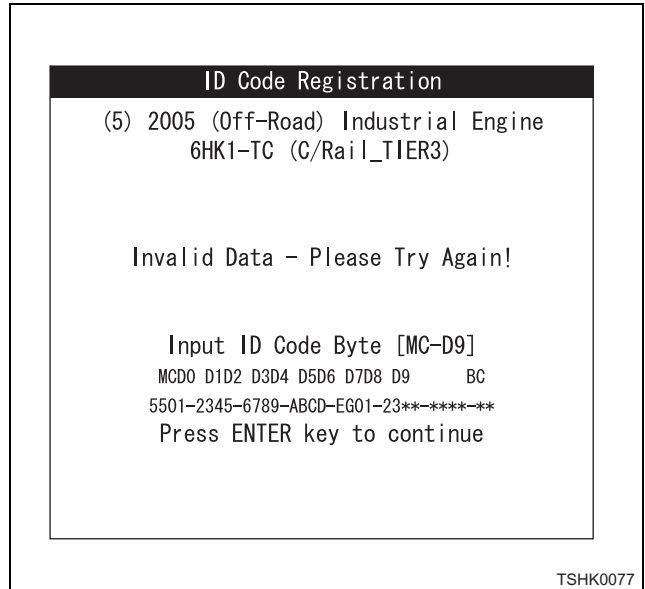 ID Code Registration
(5) 2005 (Off-Road) Industrial Engine
6HK1-TC (C/Rail_TIER3)
Invalid Data - Please Try Again!
Input ID Code Byte [MC-D9]
MCD0 D1D2 D3D4 D5D6 D7D8 D9 BC
5501-2345-6789-ABCD-EG01-23**-****-**
Press ENTER key to continue
TSHK0077